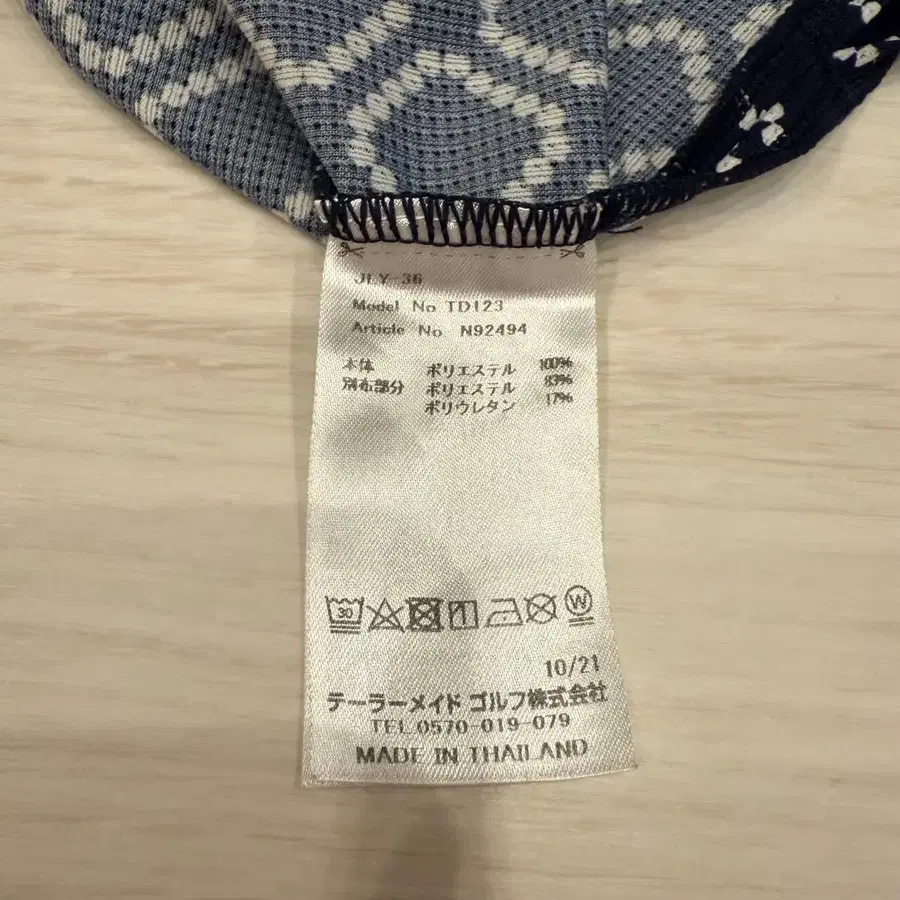 JLY-36
Model No TD123
Article No N92494
本体 ポリエステル 100%
別布部分 ポリエステル 83%
ポリウレタン 17%
30 W
10/21
テーラーメイド ゴルフ株式会社
TEL.0570-019-079
MADE IN THAILAND